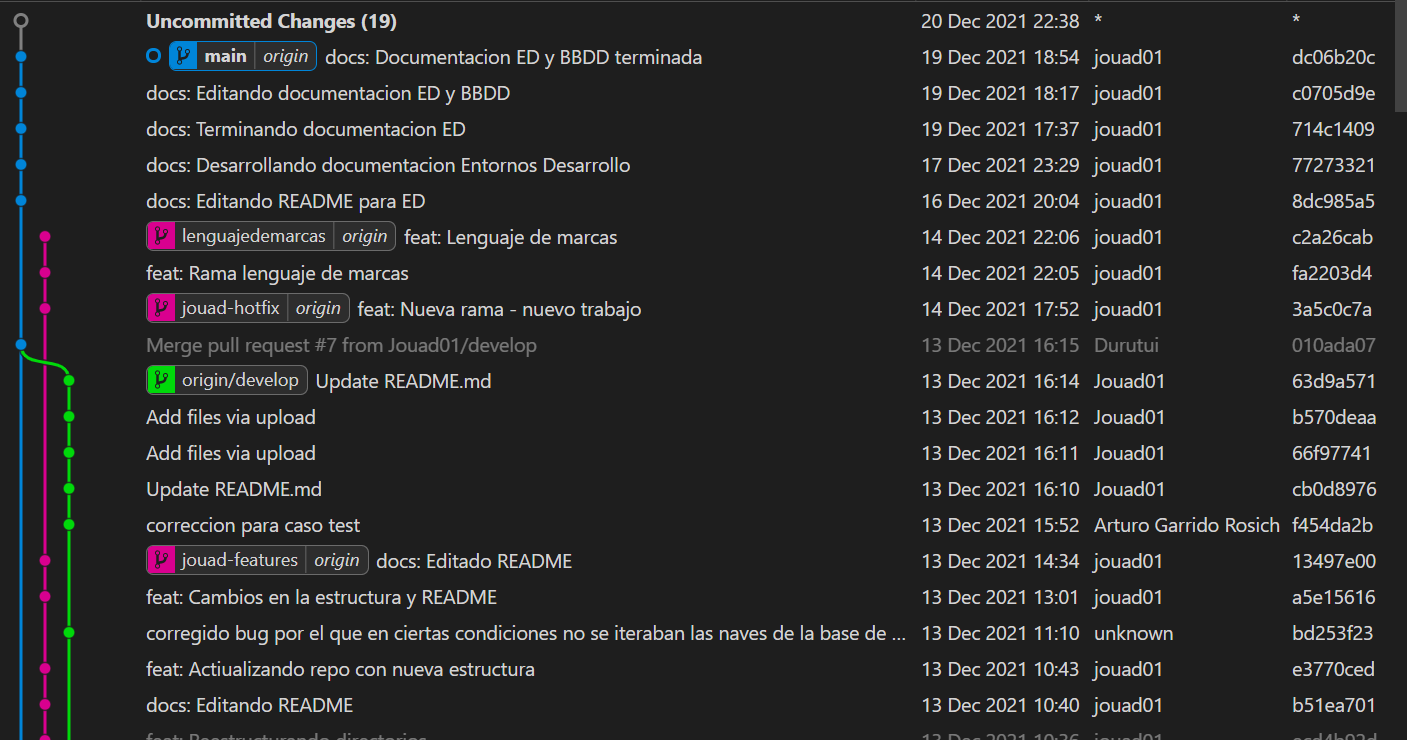 Uncommitted Changes (19) 20 Dec 2021 22:38 * *
main origin docs: Documentacion ED y BBDD terminada 19 Dec 2021 18:54 jouad01 dc06b20c
docs: Editando documentacion ED y BBDD 19 Dec 2021 18:17 jouad01 c0705d9e
docs: Terminando documentacion ED 19 Dec 2021 17:37 jouad01 714c1409
docs: Desarrollando documentacion Entornos Desarrollo 17 Dec 2021 23:29 jouad01 77273321
docs: Editando README para ED 16 Dec 2021 20:04 jouad01 8dc985a5
lenguajedemarcas origin feat: Lenguaje de marcas 14 Dec 2021 22:06 jouad01 c2a26cab
feat: Rama lenguaje de marcas 14 Dec 2021 22:05 jouad01 fa2203d4
jouad-hotfix origin feat: Nueva rama - nuevo trabajo 14 Dec 2021 17:52 jouad01 3a5c0c7a
Merge pull request #7 from Jouad01/develop 13 Dec 2021 16:15 Durutui 010ada07
origin/develop Update README.md 13 Dec 2021 16:14 Jouad01 63d9a571
Add files via upload 13 Dec 2021 16:12 Jouad01 b570deaa
Add files via upload 13 Dec 2021 16:11 Jouad01 66f97741
Update README.md 13 Dec 2021 16:10 Jouad01 cb0d8976
correccion para caso test 13 Dec 2021 15:52 Arturo Garrido Rosich f454da2b
jouad-features origin docs: Editado README 13 Dec 2021 14:34 jouad01 13497e00
feat: Cambios en la estructura y README 13 Dec 2021 13:01 jouad01 a5e15616
corregido bug por el que en ciertas condiciones no se iteraban las naves de la base de ... 13 Dec 2021 11:10 unknown bd253f23
feat: Actiualizando repo con nueva estructura 13 Dec 2021 10:43 jouad01 e3770ced
docs: Editando README 13 Dec 2021 10:40 jouad01 b51ea701
feat: Reestructurando directorios 13 Dec 2021 10:36 jouad01